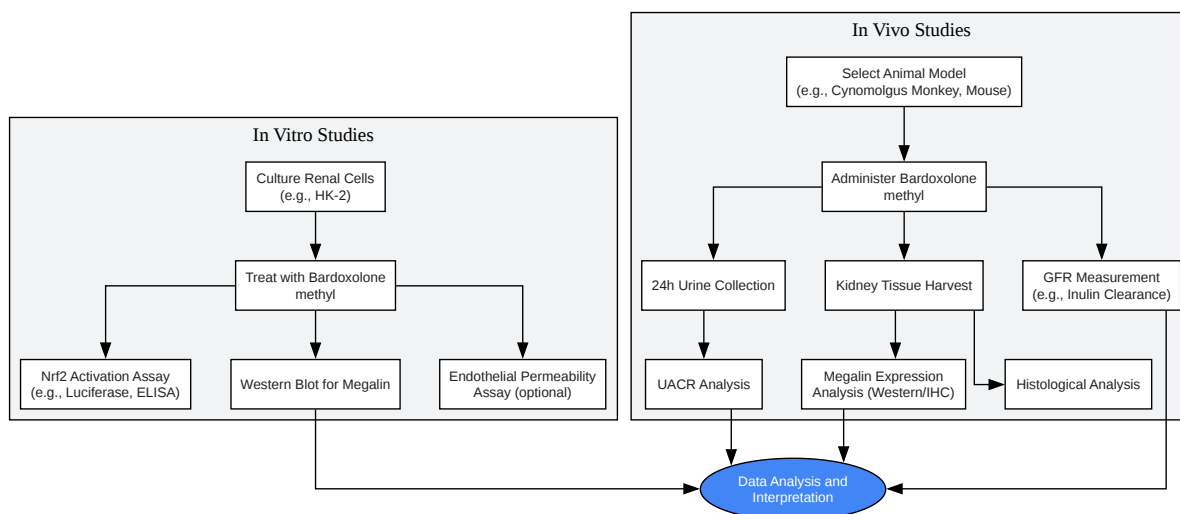 In Vitro Studies
Culture Renal Cells
(e.g., HK-2)
Treat with Bardoxolone
methyl
Nrf2 Activation Assay
(e.g., Luciferase, ELISA)
Western Blot for Megalin
Endothelial Permeability
Assay (optional)
In Vivo Studies
Select Animal Model
(e.g., Cynomolgus Monkey, Mouse)
Administer Bardoxolone
methyl
24h Urine Collection
Kidney Tissue Harvest
GFR Measurement
(e.g., Inulin Clearance)
UACR Analysis
Megalin Expression
Analysis (Western/IHC)
Histological Analysis
Data Analysis and
Interpretation